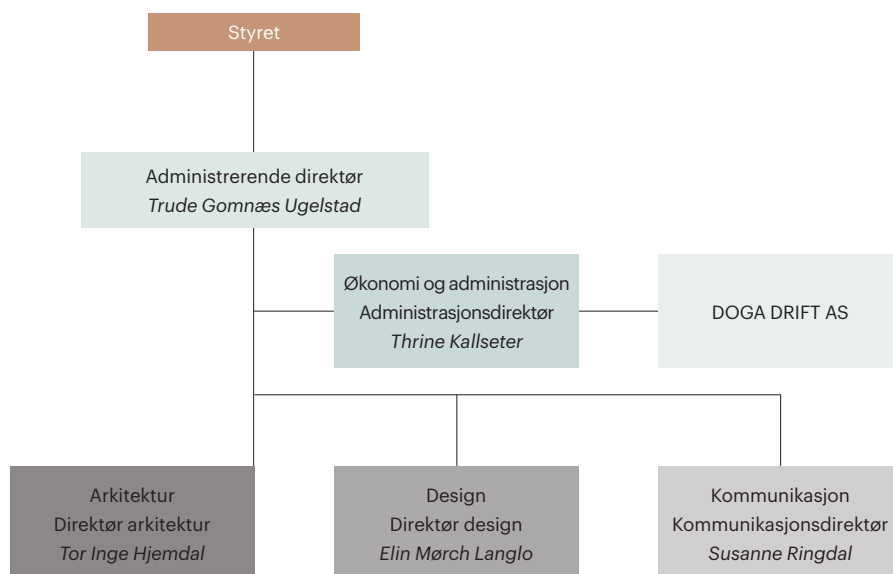 Styret
Administrerende direktør
Trude Gomnæs Ugelstad
Økonomi og administrasjon
Administrasjonsdirektør
Thrine Kallseter
DOGA DRIFT AS
Arkitektur
Direktør arkitektur
Tor Inge Hjemdal
Design
Direktør design
Elin Mørch Langlo
Kommunikasjon
Kommunikasjonsdirektør
Susanne Ringdal